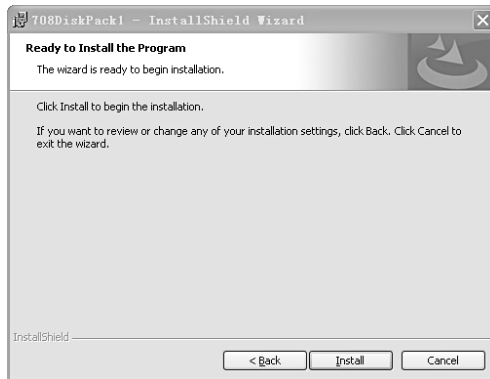 708DiskPack1 - InstallShield Wizard
Ready to Install the Program
The wizard is ready to begin installation.
Click Install to begin the installation.
If you want to review or change any of your installation settings, click Back. Click Cancel to
exit the wizard.
InstallShield
< Back
Install
Cancel